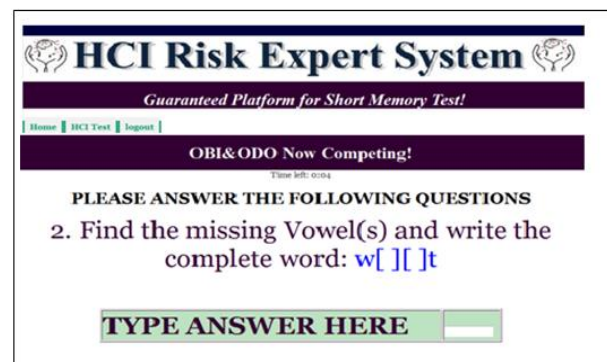 HCI Risk Expert System
Guaranteed Platform for Short Memory Test!
Home HCI Test logout
OBI&ODO Now Competing!
Time left: 0:04
PLEASE ANSWER THE FOLLOWING QUESTIONS
2. Find the missing Vowel(s) and write the
complete word: w[ ][ ]t
TYPE ANSWER HERE